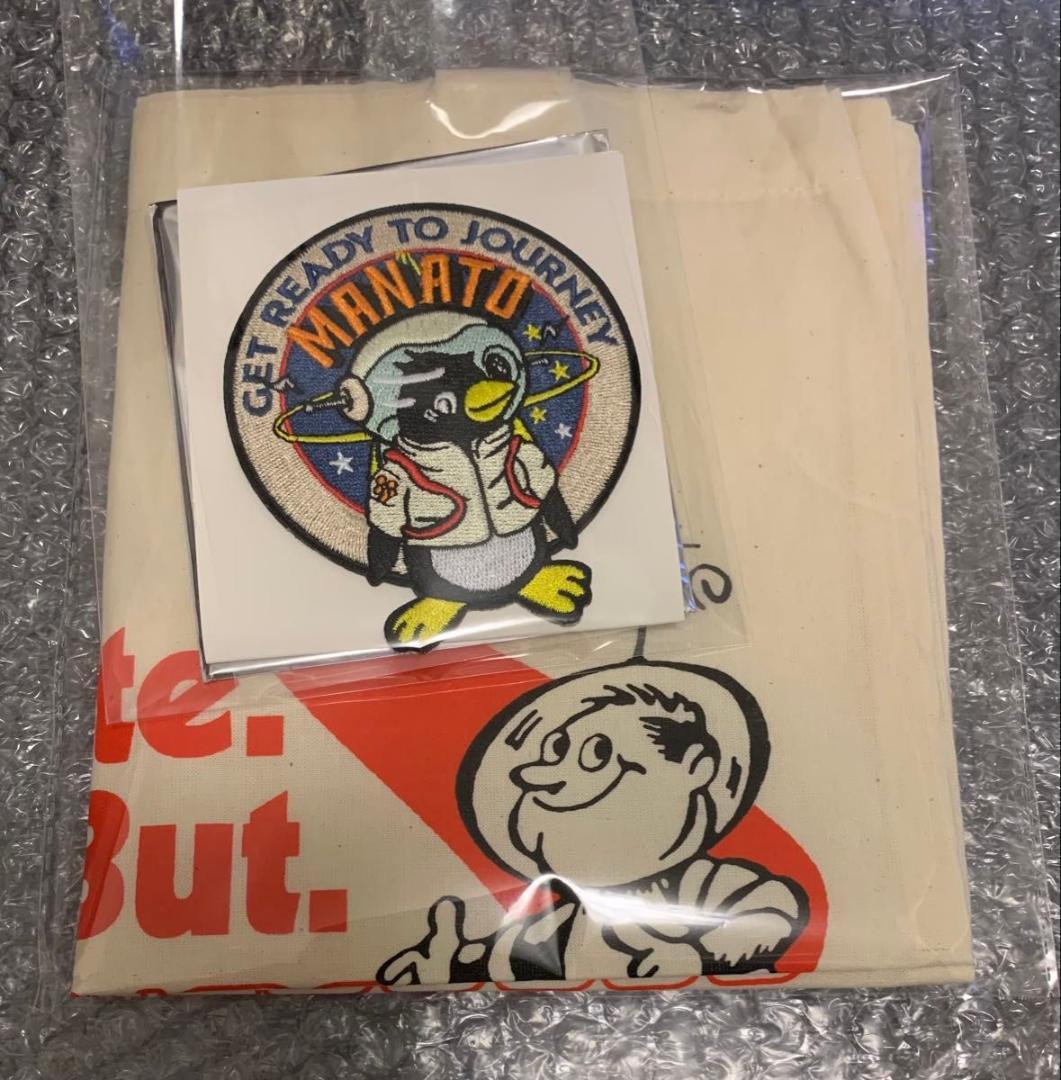 GET READY TO JOURNEY
MANATO
te.
But.